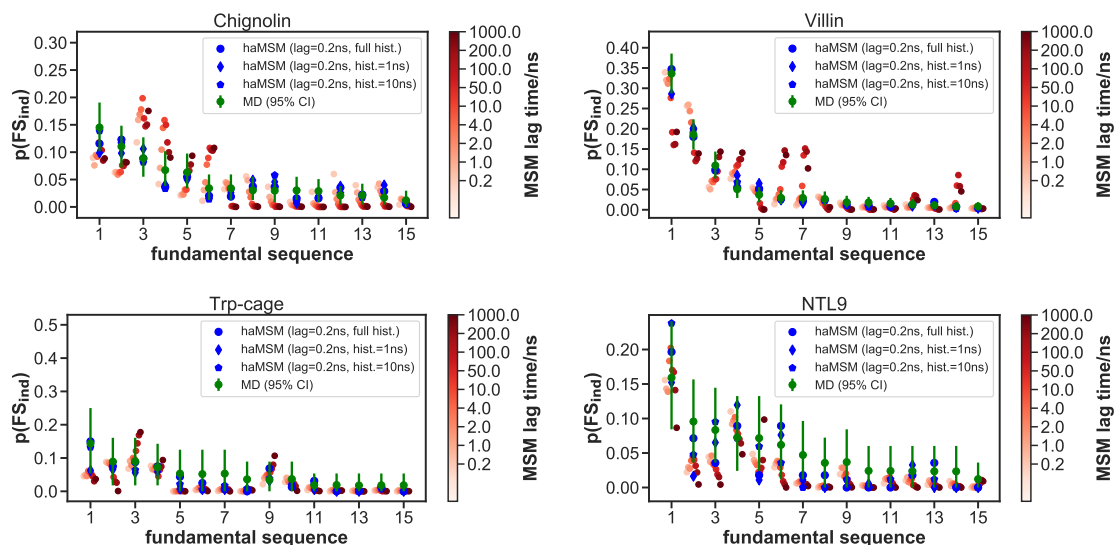 Chignolin
p(FS_ind)
0.30
0.25
0.20
0.15
0.10
0.05
0.00
haMSM (lag=0.2ns, full hist.)
haMSM (lag=0.2ns, hist.=1ns)
haMSM (lag=0.2ns, hist.=10ns)
MD (95% CI)
1 3 5 7 9 11 13 15
fundamental sequence
1000.0
200.0
100.0
50.0
10.0
4.0
2.0
1.0
0.2
MSM lag time/ns
Villin
p(FS_ind)
0.40
0.35
0.30
0.25
0.20
0.15
0.10
0.05
0.00
haMSM (lag=0.2ns, full hist.)
haMSM (lag=0.2ns, hist.=1ns)
haMSM (lag=0.2ns, hist.=10ns)
MD (95% CI)
1 3 5 7 9 11 13 15
fundamental sequence
1000.0
200.0
100.0
50.0
10.0
4.0
2.0
1.0
0.2
MSM lag time/ns
Trp-cage
p(FS_ind)
0.5
0.4
0.3
0.2
0.1
0.0
haMSM (lag=0.2ns, full hist.)
haMSM (lag=0.2ns, hist.=1ns)
haMSM (lag=0.2ns, hist.=10ns)
MD (95% CI)
1 3 5 7 9 11 13 15
fundamental sequence
1000.0
200.0
100.0
50.0
10.0
4.0
2.0
1.0
0.2
MSM lag time/ns
NTL9
p(FS_ind)
0.20
0.15
0.10
0.05
0.00
haMSM (lag=0.2ns, full hist.)
haMSM (lag=0.2ns, hist.=1ns)
haMSM (lag=0.2ns, hist.=10ns)
MD (95% CI)
1 3 5 7 9 11 13 15
fundamental sequence
1000.0
200.0
100.0
50.0
10.0
4.0
2.0
1.0
0.2
MSM lag time/ns